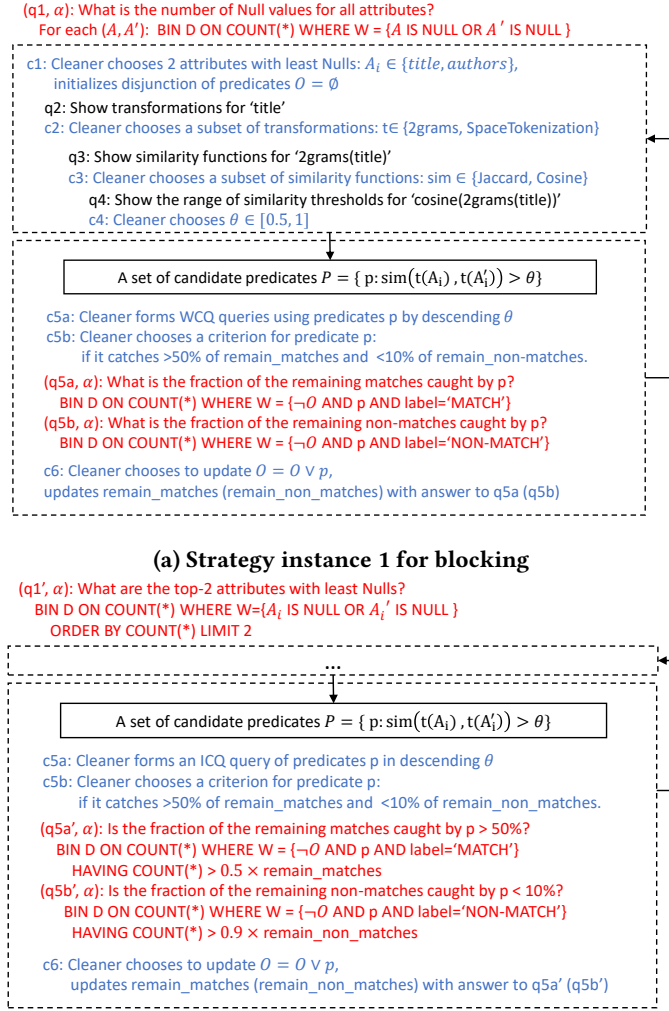 (q1, α): What is the number of Null values for all attributes?
For each (A, A′): BIN D ON COUNT(*) WHERE W = {A IS NULL OR A′ IS NULL }
c1: Cleaner chooses 2 attributes with least Nulls: A_i ∈ {title, authors},
initializes disjunction of predicates O = ∅
q2: Show transformations for ‘title’
c2: Cleaner chooses a subset of transformations: t∈ {2grams, SpaceTokenization}
q3: Show similarity functions for ‘2grams(title)’
c3: Cleaner chooses a subset of similarity functions: sim ∈ {Jaccard, Cosine}
q4: Show the range of similarity thresholds for ‘cosine(2grams(title))’
c4: Cleaner chooses θ ∈ [0.5, 1]
A set of candidate predicates P = { p: sim(t(A_i) , t(A_i′)) > θ}
c5a: Cleaner forms WCQ queries using predicates p by descending θ
c5b: Cleaner chooses a criterion for predicate p:
if it catches >50% of remain_matches and <10% of remain_non-matches.
(q5a, α): What is the fraction of the remaining matches caught by p?
BIN D ON COUNT(*) WHERE W = {¬O AND p AND label=‘MATCH’}
(q5b, α): What is the fraction of the remaining non-matches caught by p?
BIN D ON COUNT(*) WHERE W = {¬O AND p AND label=‘NON-MATCH’}
c6: Cleaner chooses to update O = O ∨ p,
updates remain_matches (remain_non_matches) with answer to q5a (q5b)
(a) Strategy instance 1 for blocking
(q1’, α): What are the top-2 attributes with least Nulls?
BIN D ON COUNT(*) WHERE W={A_i IS NULL OR A_i′ IS NULL }
ORDER BY COUNT(*) LIMIT 2
...
A set of candidate predicates P = { p: sim(t(A_i) , t(A_i′)) > θ}
c5a: Cleaner forms an ICQ query of predicates p in descending θ
c5b: Cleaner chooses a criterion for predicate p:
if it catches >50% of remain_matches and <10% of remain_non_matches.
(q5a’, α): Is the fraction of the remaining matches caught by p > 50%?
BIN D ON COUNT(*) WHERE W = {¬O AND p AND label=‘MATCH’}
HAVING COUNT(*) > 0.5 × remain_matches
(q5b’, α): Is the fraction of the remaining non-matches caught by p < 10%?
BIN D ON COUNT(*) WHERE W = {¬O AND p AND label=‘NON-MATCH’}
HAVING COUNT(*) > 0.9 × remain_non_matches
c6: Cleaner chooses to update O = O ∨ p,
updates remain_matches (remain_non_matches) with answer to q5a’ (q5b’)